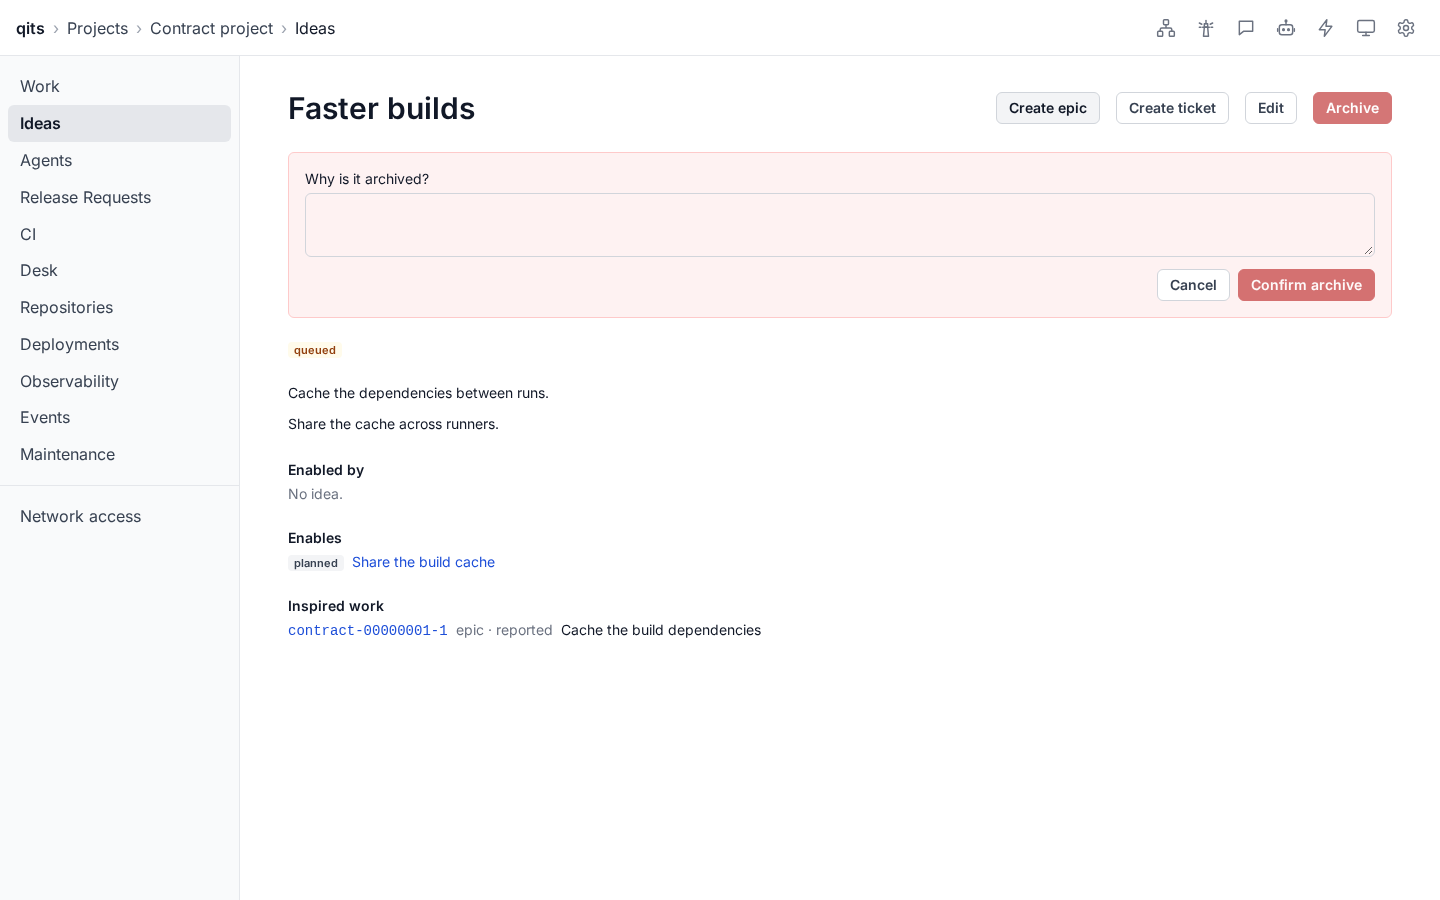 qits › Projects › Contract project › Ideas
Work
Ideas
Agents
Release Requests
CI
Desk
Repositories
Deployments
Observability
Events
Maintenance
Network access
Faster builds
Create epic
Create ticket
Edit
Archive
Why is it archived?
Cancel
Confirm archive
queued
Cache the dependencies between runs.
Share the cache across runners.
Enabled by
No idea.
Enables
planned Share the build cache
Inspired work
contract-00000001-1 epic · reported Cache the build dependencies